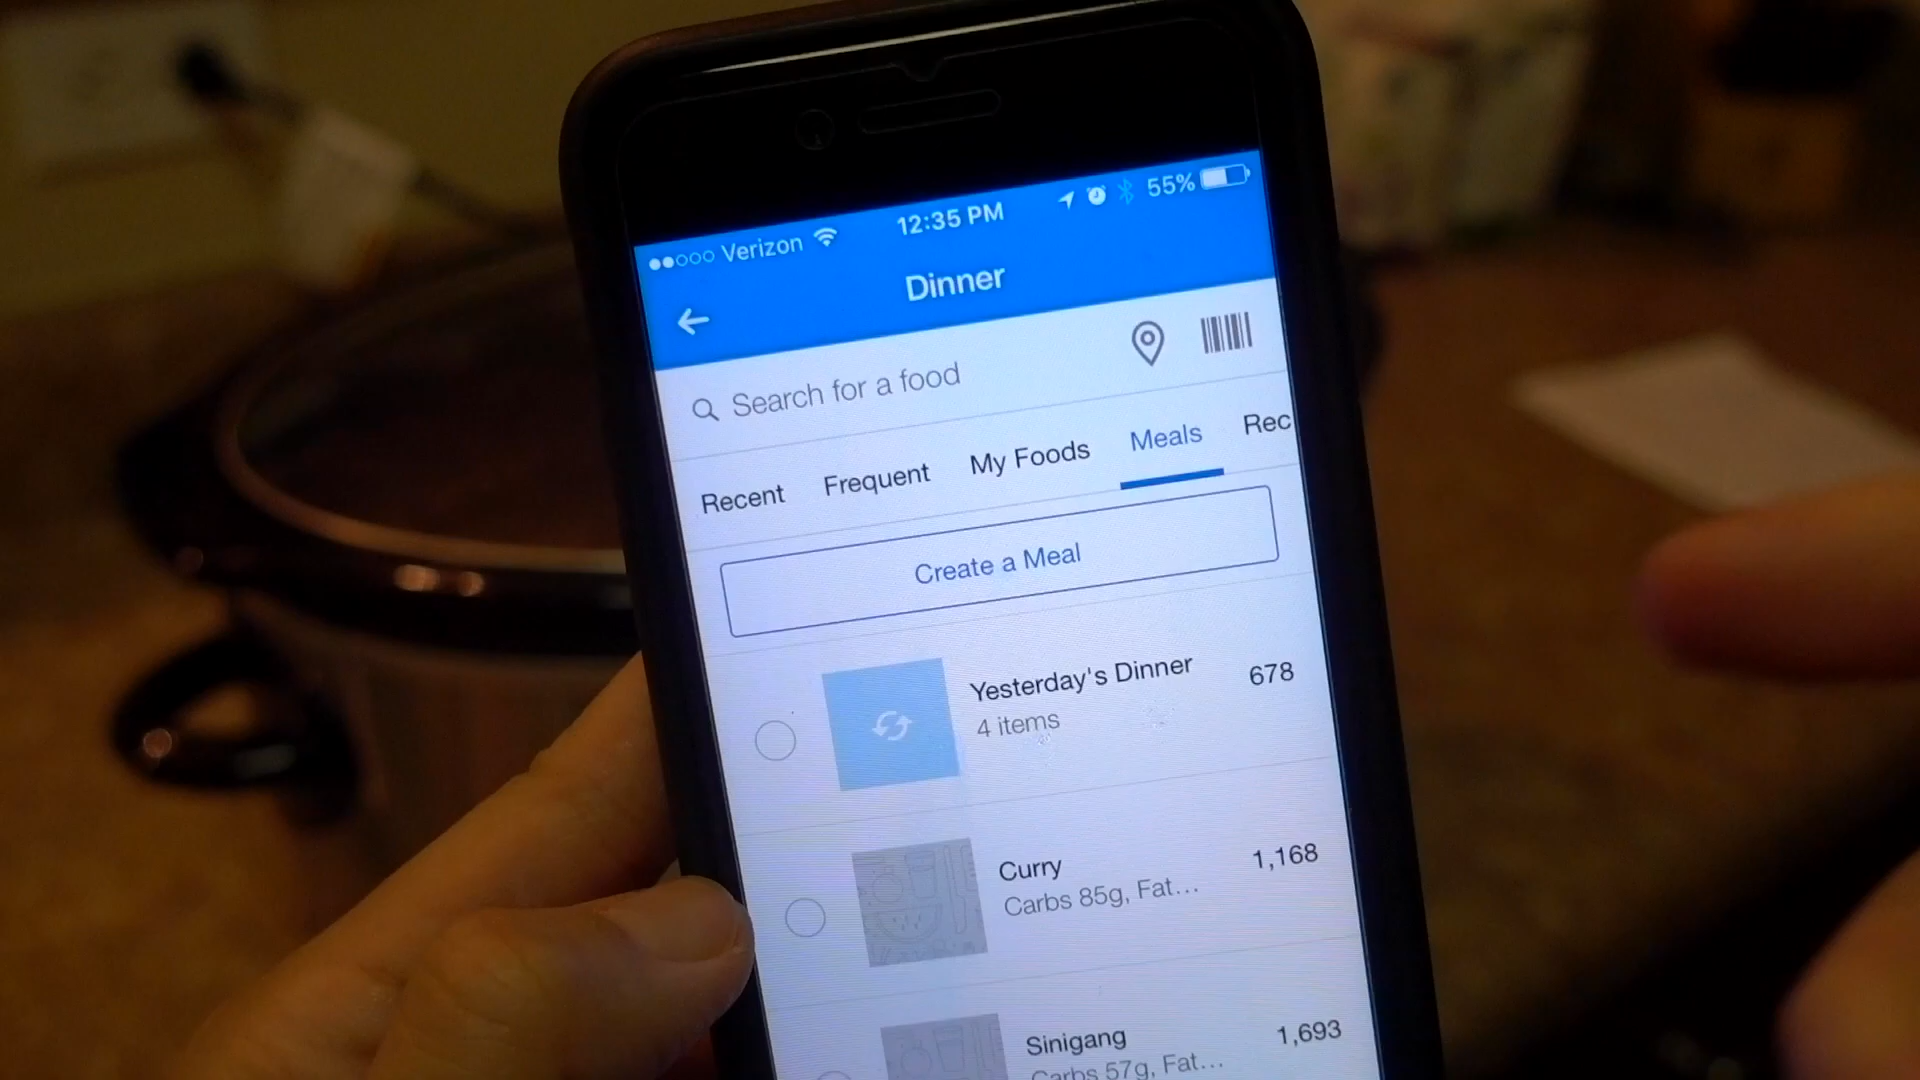 Verizon 12:35 PM 55%
Dinner
Search for a food
Recent Frequent My Foods Meals Rec
Create a Meal
Yesterday's Dinner 678
4 items
Curry 1,168
Carbs 85g, Fat...
Sinigang 1,693
Carbs 57g, Fat...